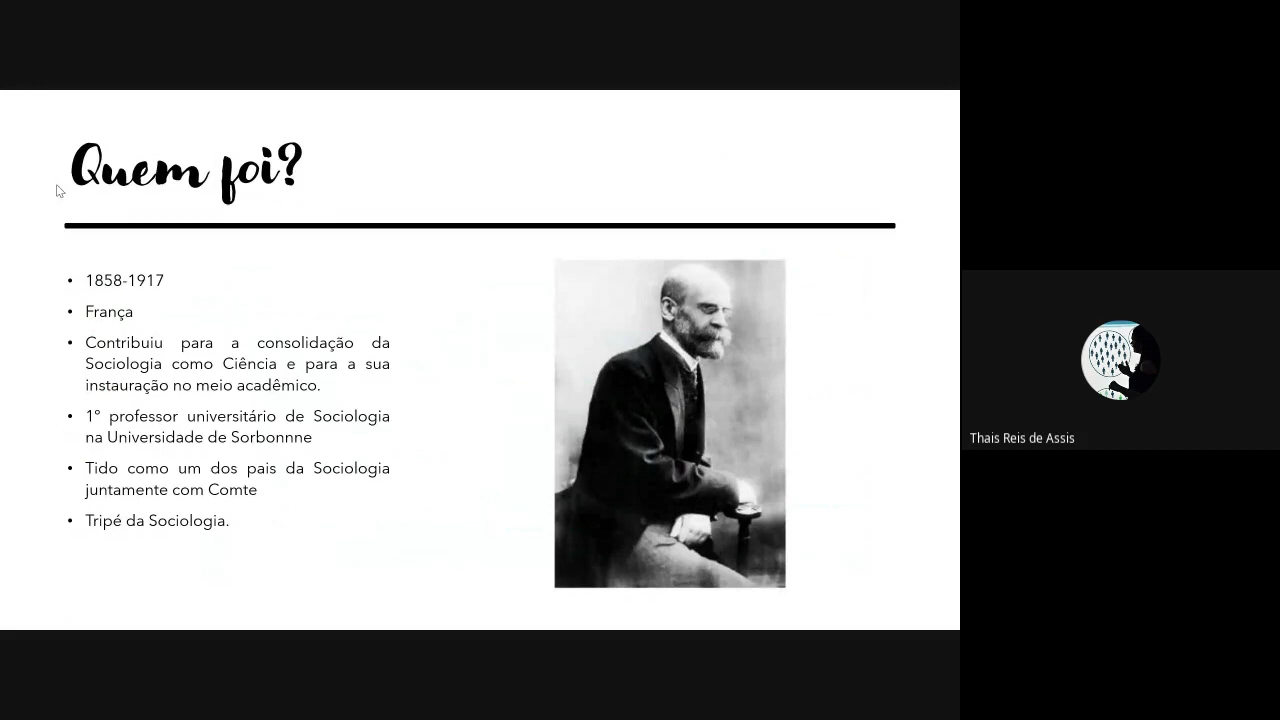 Quem foi?
• 1858-1917
• França
• Contribuiu para a consolidação da
Sociologia como Ciência e para a sua
instauração no meio acadêmico.
• 1º professor universitário de Sociologia
na Universidade de Sorbonnne
• Tido como um dos pais da Sociologia
juntamente com Comte
• Tripé da Sociologia.
Thais Reis de Assis